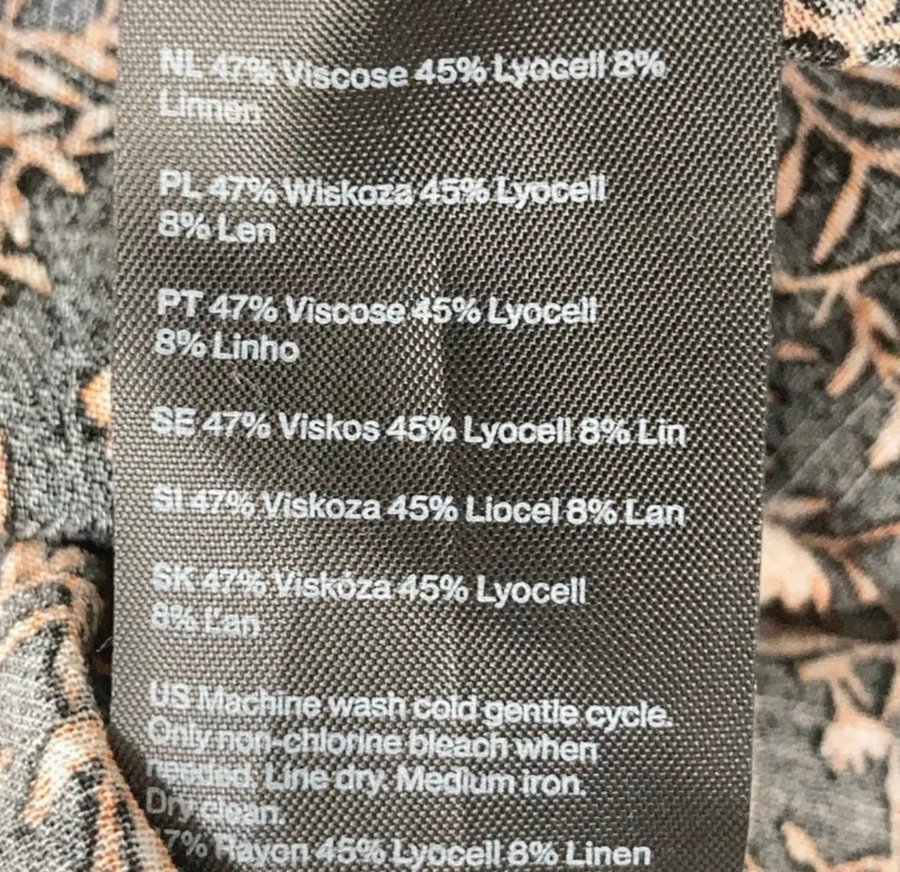 NL 47% Viscose 45% Lyocell 8%
Linnen
PL 47% Wiskoza 45% Lyocell
8% Len
PT 47% Viscose 45% Lyocell
8% Linho
SE 47% Viskos 45% Lyocell 8% Lin
SI 47% Viskoza 45% Liocel 8% Lan
SK 47% Viskóza 45% Lyocell
8% Ľan
US Machine wash cold gentle cycle.
Only non-chlorine bleach when
needed. Line dry. Medium iron.
Dry clean.
47% Rayon 45% Lyocell 8% Linen